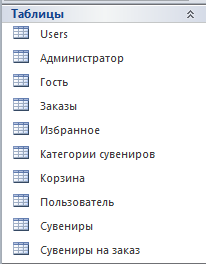 Таблицы
Users
Администратор
Гость
Заказы
Избранное
Категории сувениров
Корзина
Пользователь
Сувениры
Сувениры на заказ